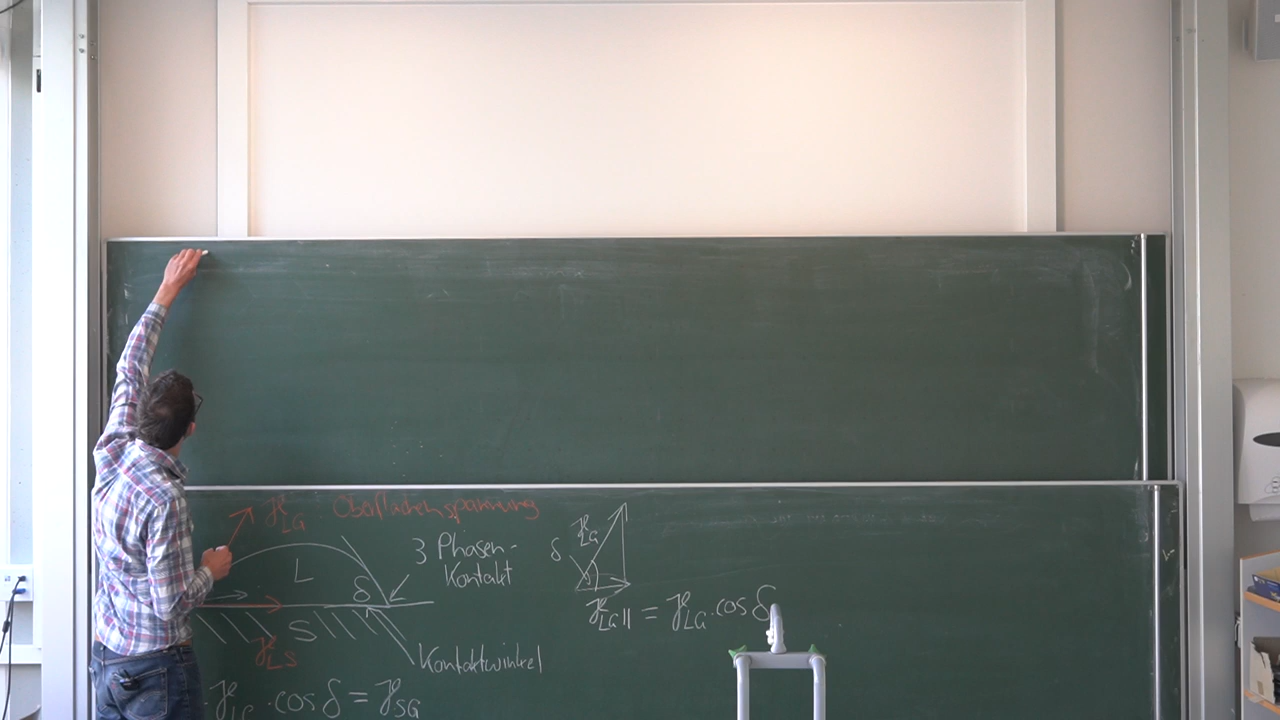 γLG Oberflächenspannung
3 Phasen-
Kontakt
L
δ
S
γLS
Kontaktwinkel
γLG
δ
γLG|| = γLG · cos δ
γLG · cos δ = γSG